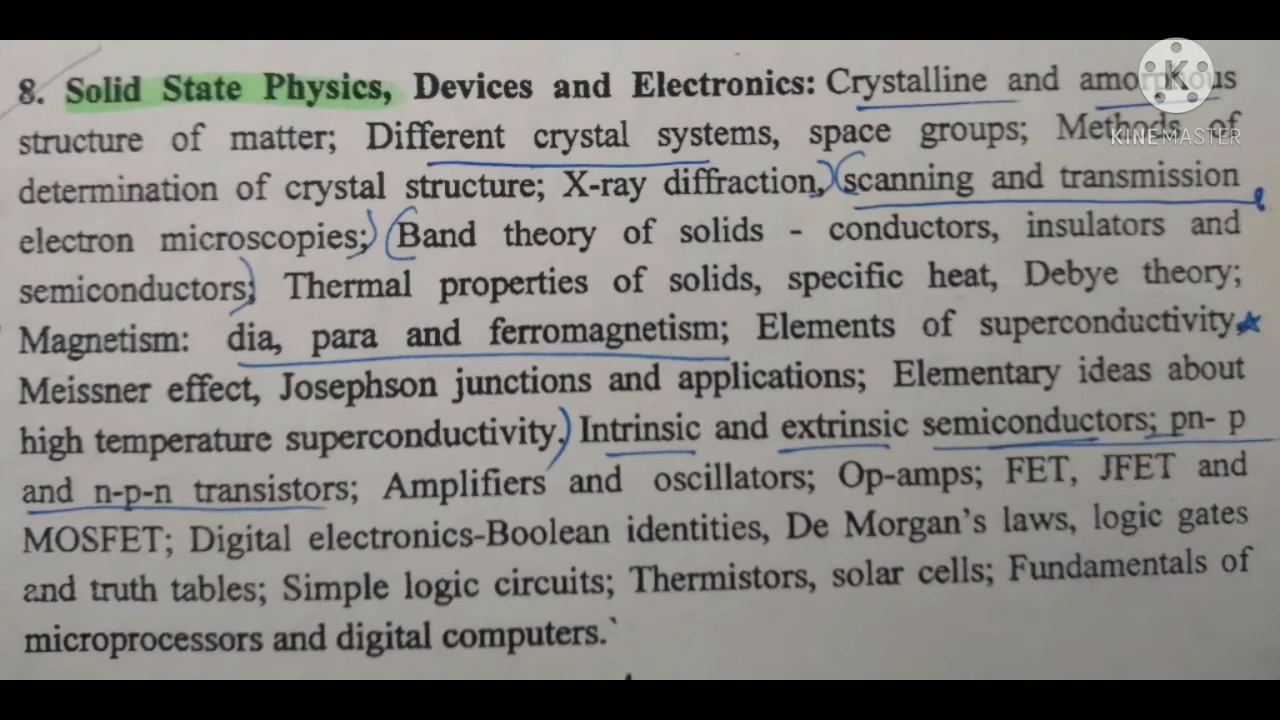 8. Solid State Physics, Devices and Electronics: Crystalline and amorphous
structure of matter; Different crystal systems, space groups; Methods of
determination of crystal structure; X-ray diffraction, scanning and transmission
electron microscopies; Band theory of solids - conductors, insulators and
semiconductors; Thermal properties of solids, specific heat, Debye theory;
Magnetism: dia, para and ferromagnetism; Elements of superconductivity,
Meissner effect, Josephson junctions and applications; Elementary ideas about
high temperature superconductivity. Intrinsic and extrinsic semiconductors; pn- p
and n-p-n transistors; Amplifiers and oscillators; Op-amps; FET, JFET and
MOSFET; Digital electronics-Boolean identities, De Morgan's laws, logic gates
and truth tables; Simple logic circuits; Thermistors, solar cells; Fundamentals of
microprocessors and digital computers.
K
KINEMASTER